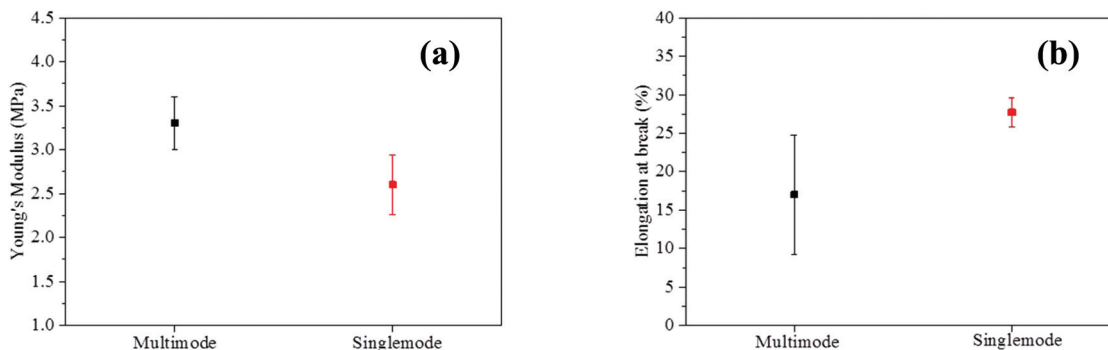 (a)
Young's Modulus (MPa)
4.5
4.0
3.5
3.0
2.5
2.0
1.5
1.0
Multimode Singlemode
(b)
Elongation at break (%)
40
35
30
25
20
15
10
5
0
Multimode Singlemode